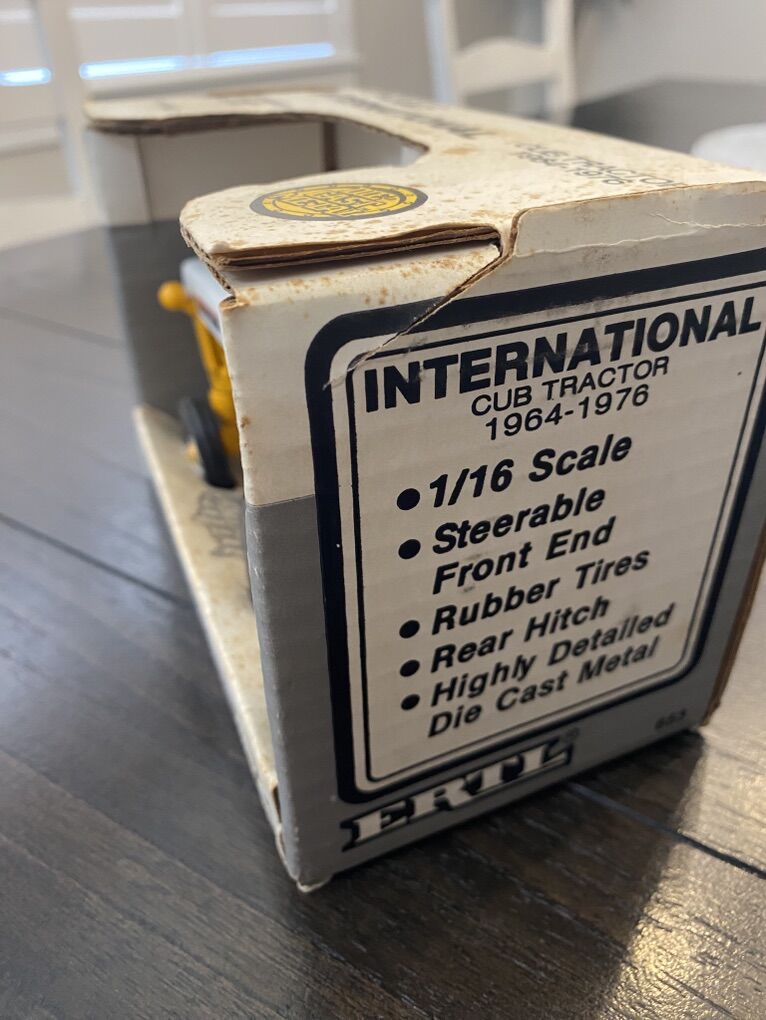 INTERNATIONAL
CUB TRACTOR
1964-1976
• 1/16 Scale
• Steerable
Front End
• Rubber Tires
• Rear Hitch
• Highly Detailed
Die Cast Metal
ERTL®
653